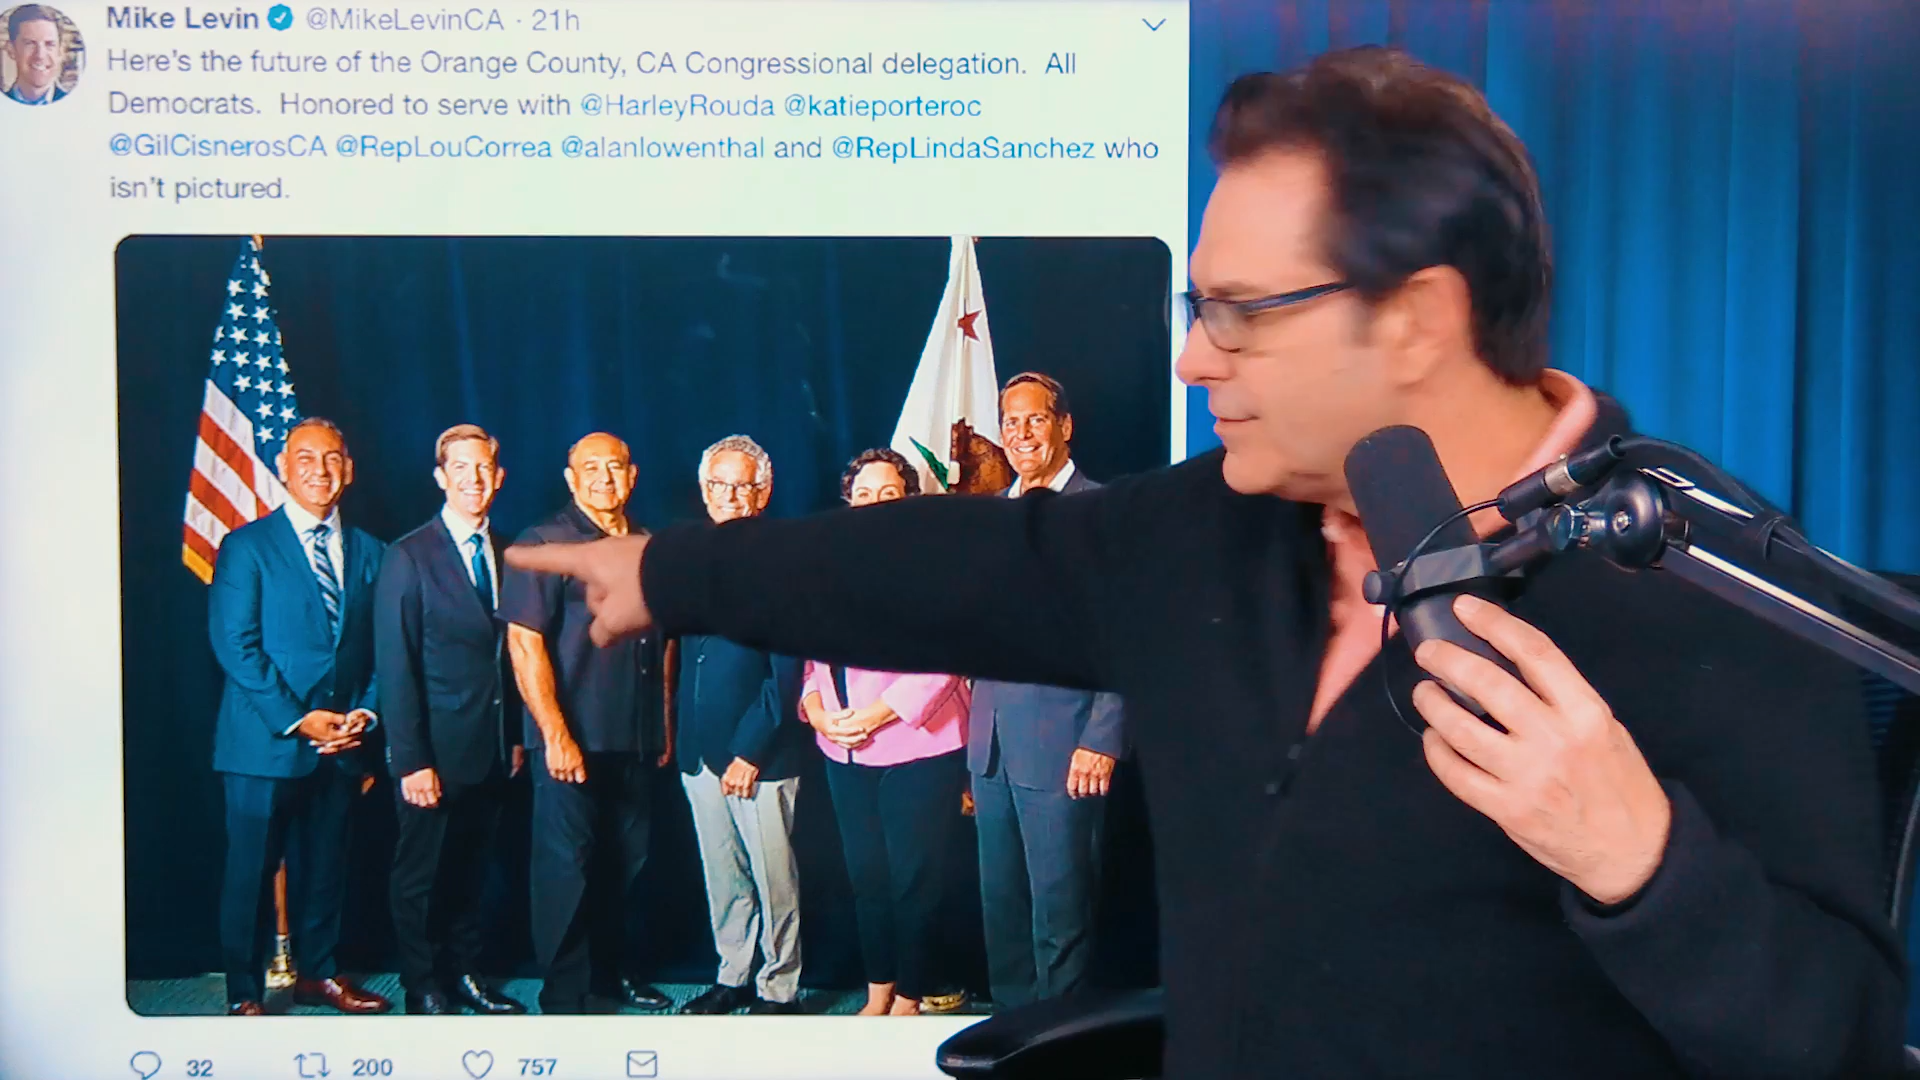 Mike Levin @MikeLevinCA · 21h
Here's the future of the Orange County, CA Congressional delegation. All
Democrats. Honored to serve with @HarleyRouda @katieporteroc
@GilCisnerosCA @RepLouCorrea @alanlowenthal and @RepLindaSanchez who
isn't pictured.
32 200 757